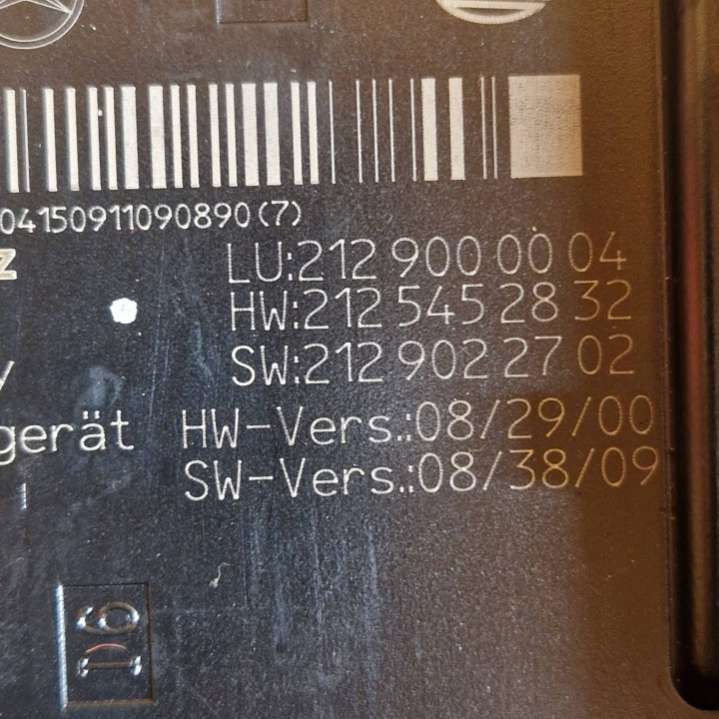 04150911090890(7)
z
LU:212 900 00 04
HW:212 545 28 32
SW:212 902 27 02
y
gerät HW-Vers.:08/29/00
SW-Vers.:08/38/09
D6